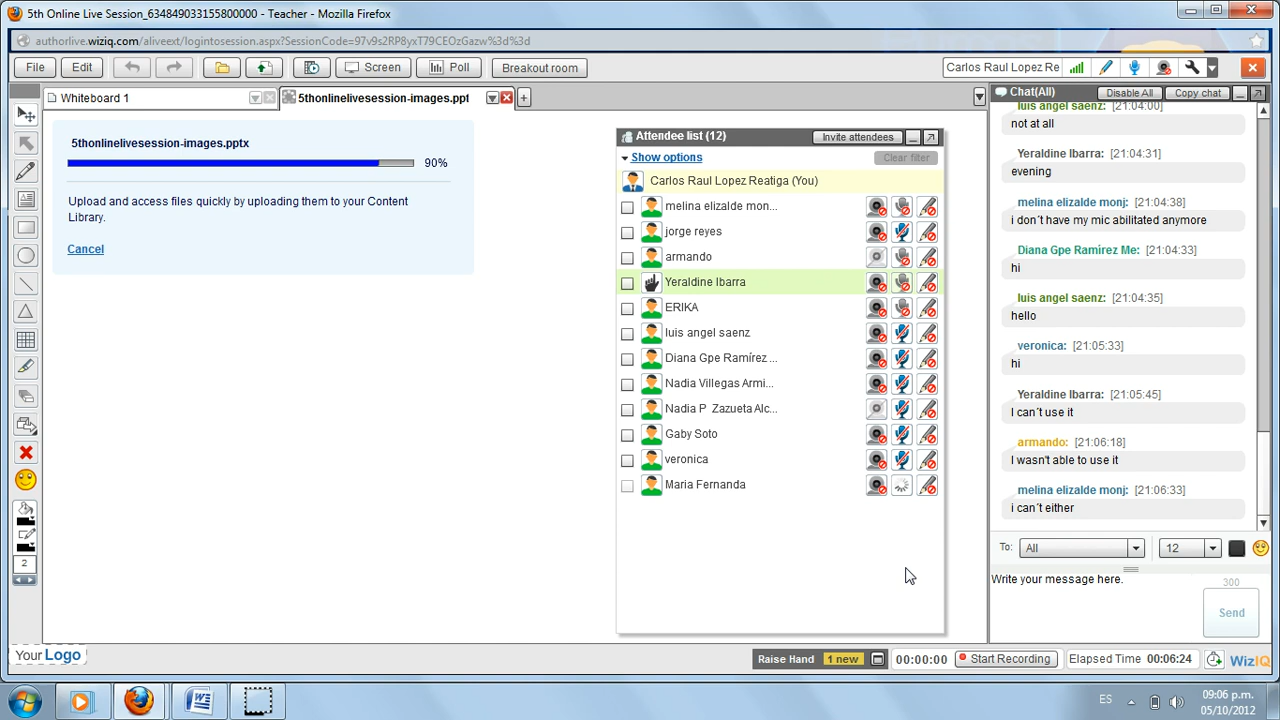 5th Online Live Session_634849033155800000 - Teacher - Mozilla Firefox
authorlive.wiziq.com/aliveext/logintosession.aspx?SessionCode=97v9s2RP8yxT79CEOzGazw%3d%3d
File Edit Screen Poll Breakout room Carlos Raul Lopez Re
Whiteboard 1 5thonlinelivesession-images.ppt
5thonlinelivesession-images.pptx
90%
Upload and access files quickly by uploading them to your Content
Library.
Cancel
Attendee list (12) Invite attendees
Show options Clear filter
Carlos Raul Lopez Reatiga (You)
melina elizalde mon...
jorge reyes
armando
Yeraldine Ibarra
ERIKA
luis angel saenz
Diana Gpe Ramírez ...
Nadia Villegas Armi...
Nadia P Zazueta Alc...
Gaby Soto
veronica
Maria Fernanda
Chat(All) Disable All Copy chat
luis angel saenz: [21:04:00]
not at all
Yeraldine Ibarra: [21:04:31]
evening
melina elizalde monj: [21:04:38]
i don´t have my mic abilitated anymore
Diana Gpe Ramírez Me: [21:04:33]
hi
luis angel saenz: [21:04:35]
hello
veronica: [21:05:33]
hi
Yeraldine Ibarra: [21:05:45]
I can´t use it
armando: [21:06:18]
I wasn't able to use it
melina elizalde monj: [21:06:33]
i can´t either
To: All 12
Write your message here.
300
Send
2
Your Logo
Raise Hand 1 new 00:00:00 Start Recording Elapsed Time 00:06:24 WizIQ
ES 09:06 p.m.
05/10/2012